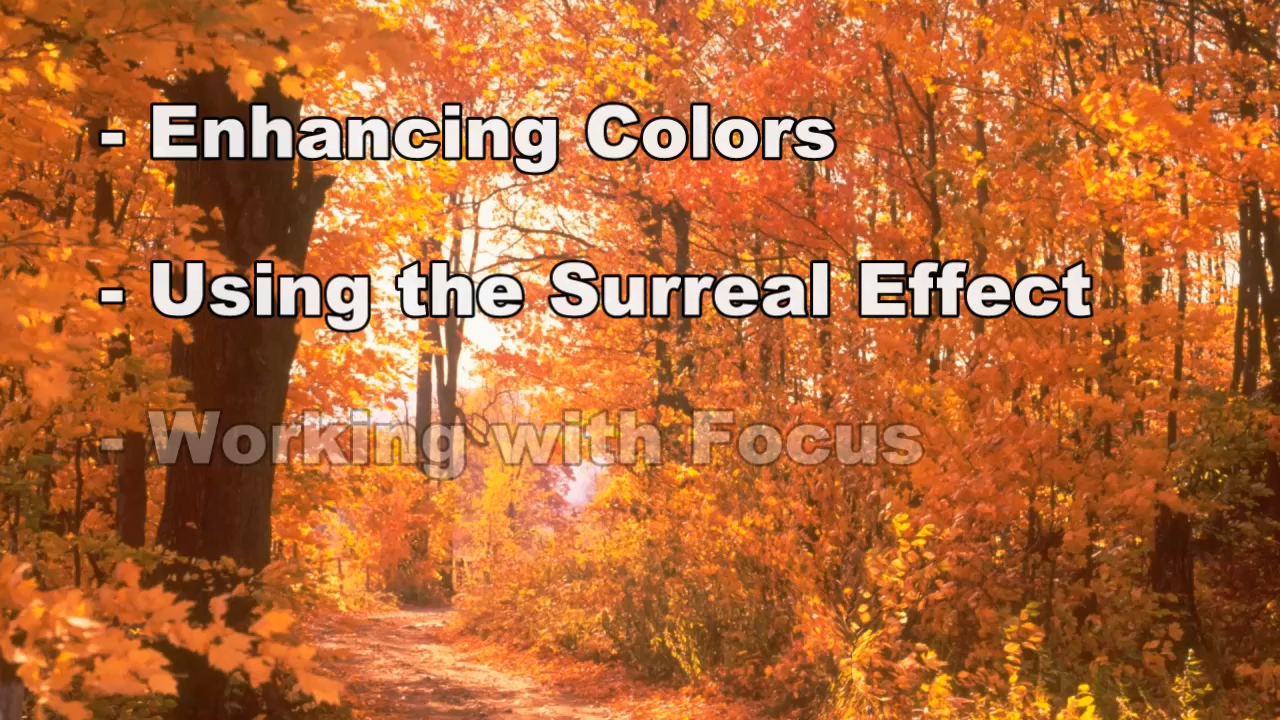 - Enhancing Colors
- Using the Surreal Effect
- Working with Focus